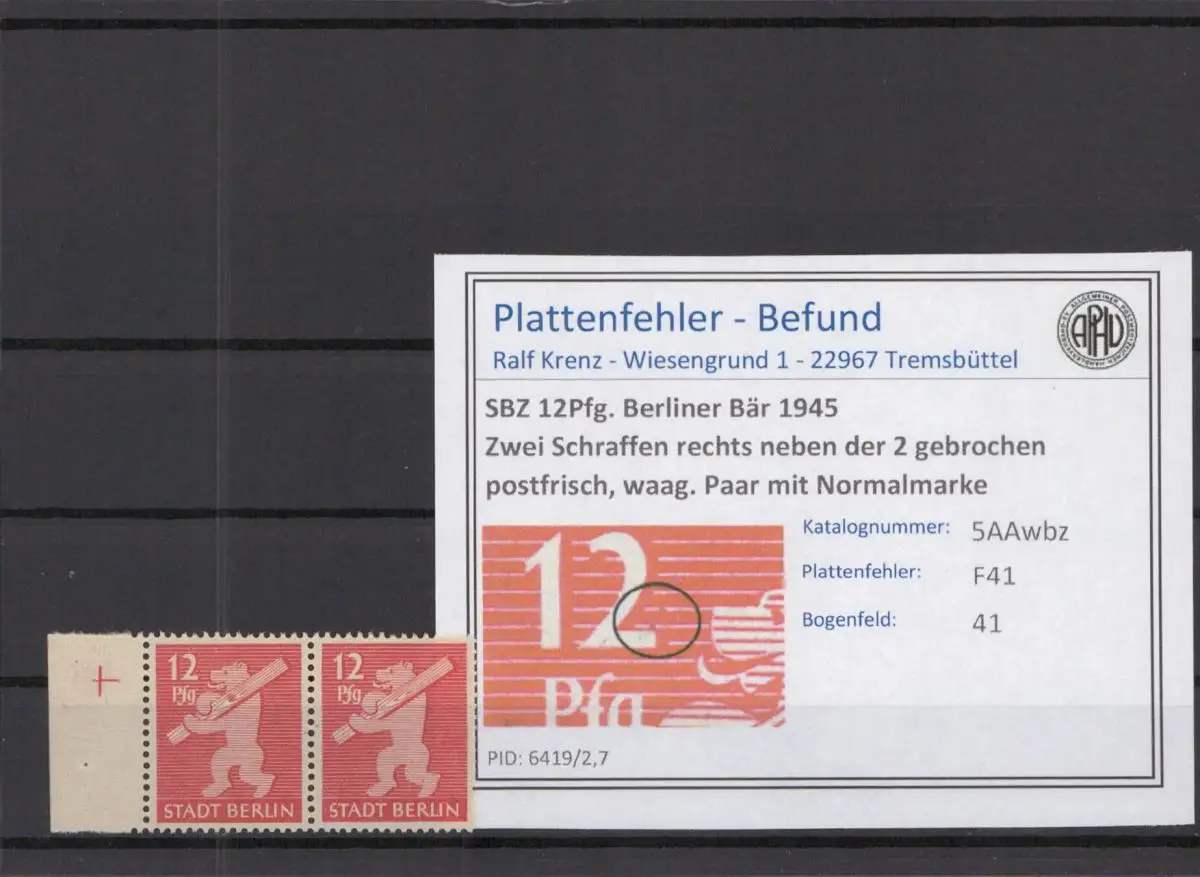 Plattenfehler - Befund
Ralf Krenz - Wiesengrund 1 - 22967 Tremsbüttel
APHV
SBZ 12Pfg. Berliner Bär 1945
Zwei Schraffen rechts neben der 2 gebrochen
postfrisch, waag. Paar mit Normalmarke
12
Pfg
Katalognummer: 5AAwbz
Plattenfehler: F41
Bogenfeld: 41
PID: 6419/2,7
12 12
Pfg Pfg
STADT BERLIN STADT BERLIN